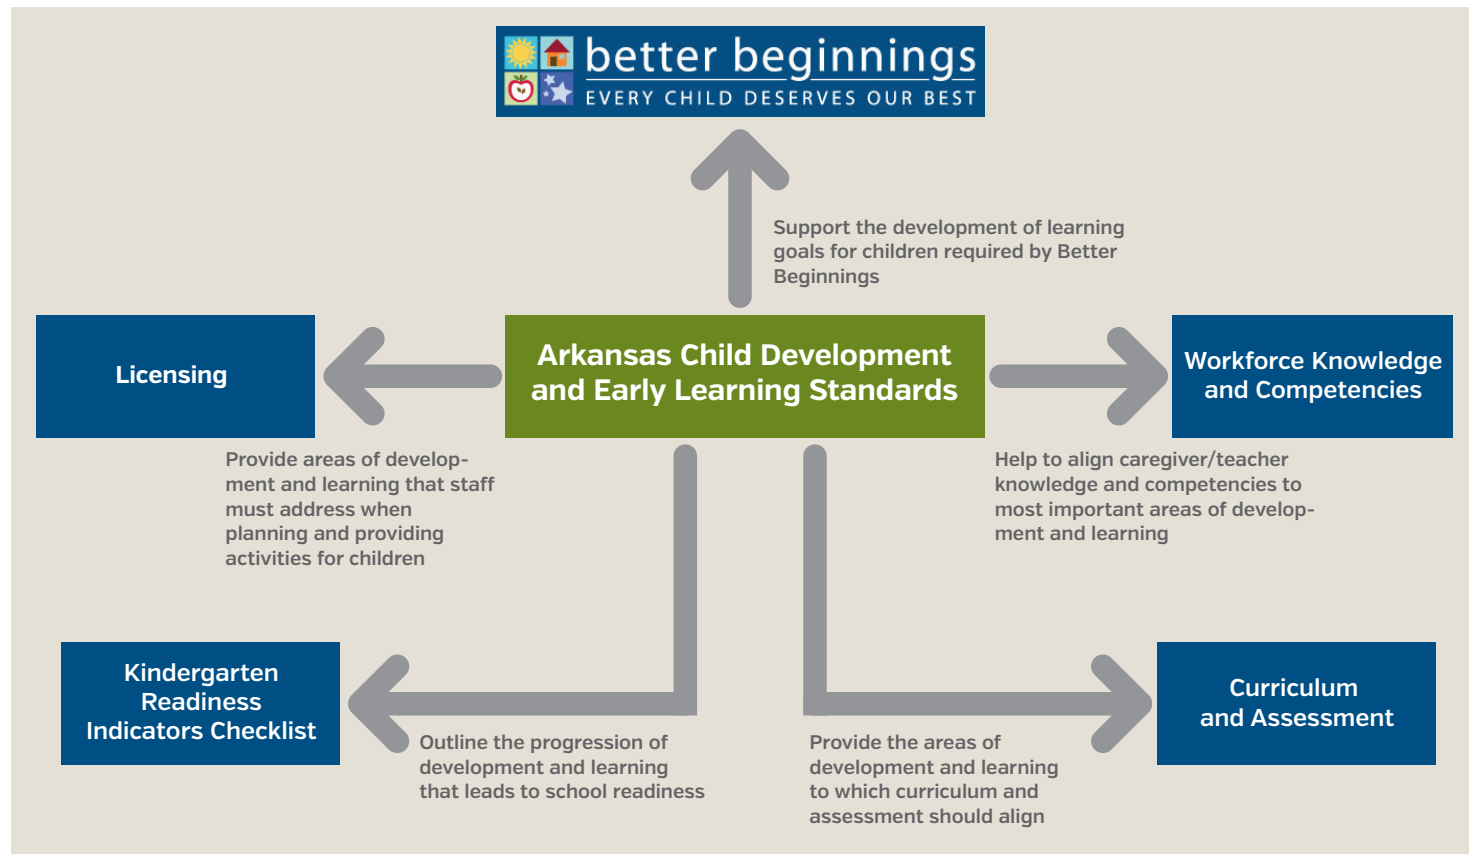 better beginnings
EVERY CHILD DESERVES OUR BEST
Support the development of learning
goals for children required by Better
Beginnings
Licensing
Arkansas Child Development
and Early Learning Standards
Workforce Knowledge
and Competencies
Provide areas of develop-
ment and learning that staff
must address when
planning and providing
activities for children
Help to align caregiver/teacher
knowledge and competencies to
most important areas of develop-
ment and learning
Kindergarten
Readiness
Indicators Checklist
Curriculum
and Assessment
Outline the progression of
development and learning
that leads to school readiness
Provide the areas of
development and learning
to which curriculum and
assessment should align